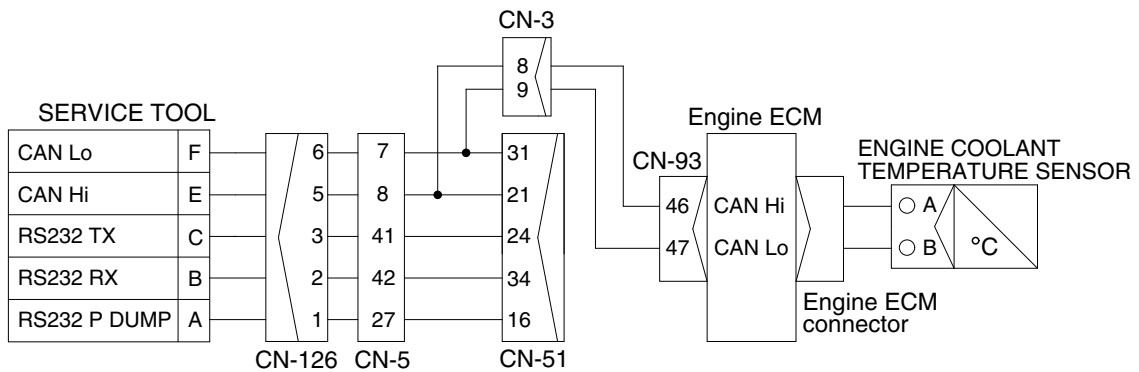 CN-3
8
9
SERVICE TOOL
CAN Lo F 6 7 31
CAN Hi E 5 8 21
RS232 TX C 3 41 24
RS232 RX B 2 42 34
RS232 P DUMP A 1 27 16
CN-126 CN-5 CN-51
Engine ECM
CN-93
46 CAN Hi
47 CAN Lo
Engine ECM
connector
ENGINE COOLANT
TEMPERATURE SENSOR
A
B
°C